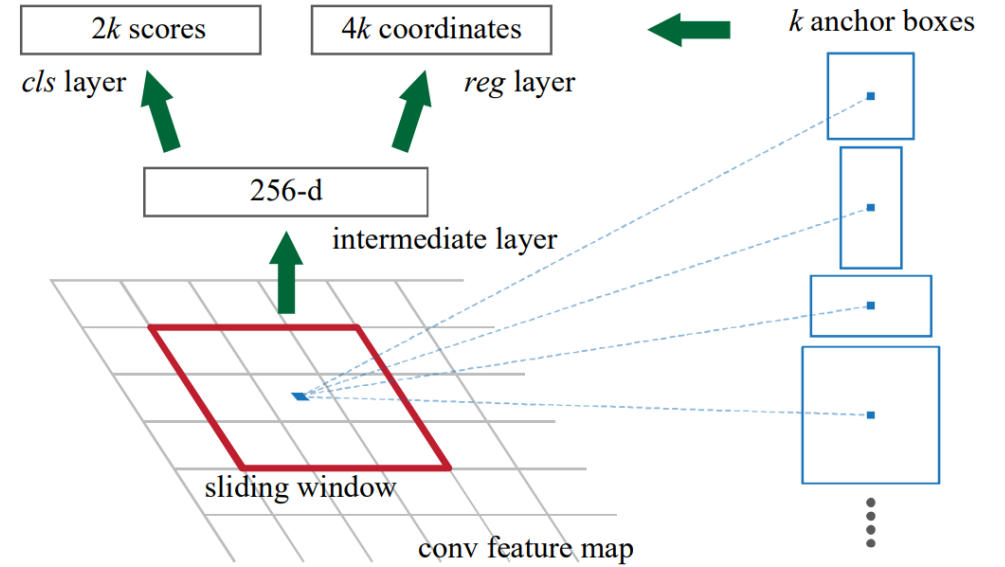 2k scores
4k coordinates
k anchor boxes
cls layer
reg layer
256-d
intermediate layer
sliding window
conv feature map